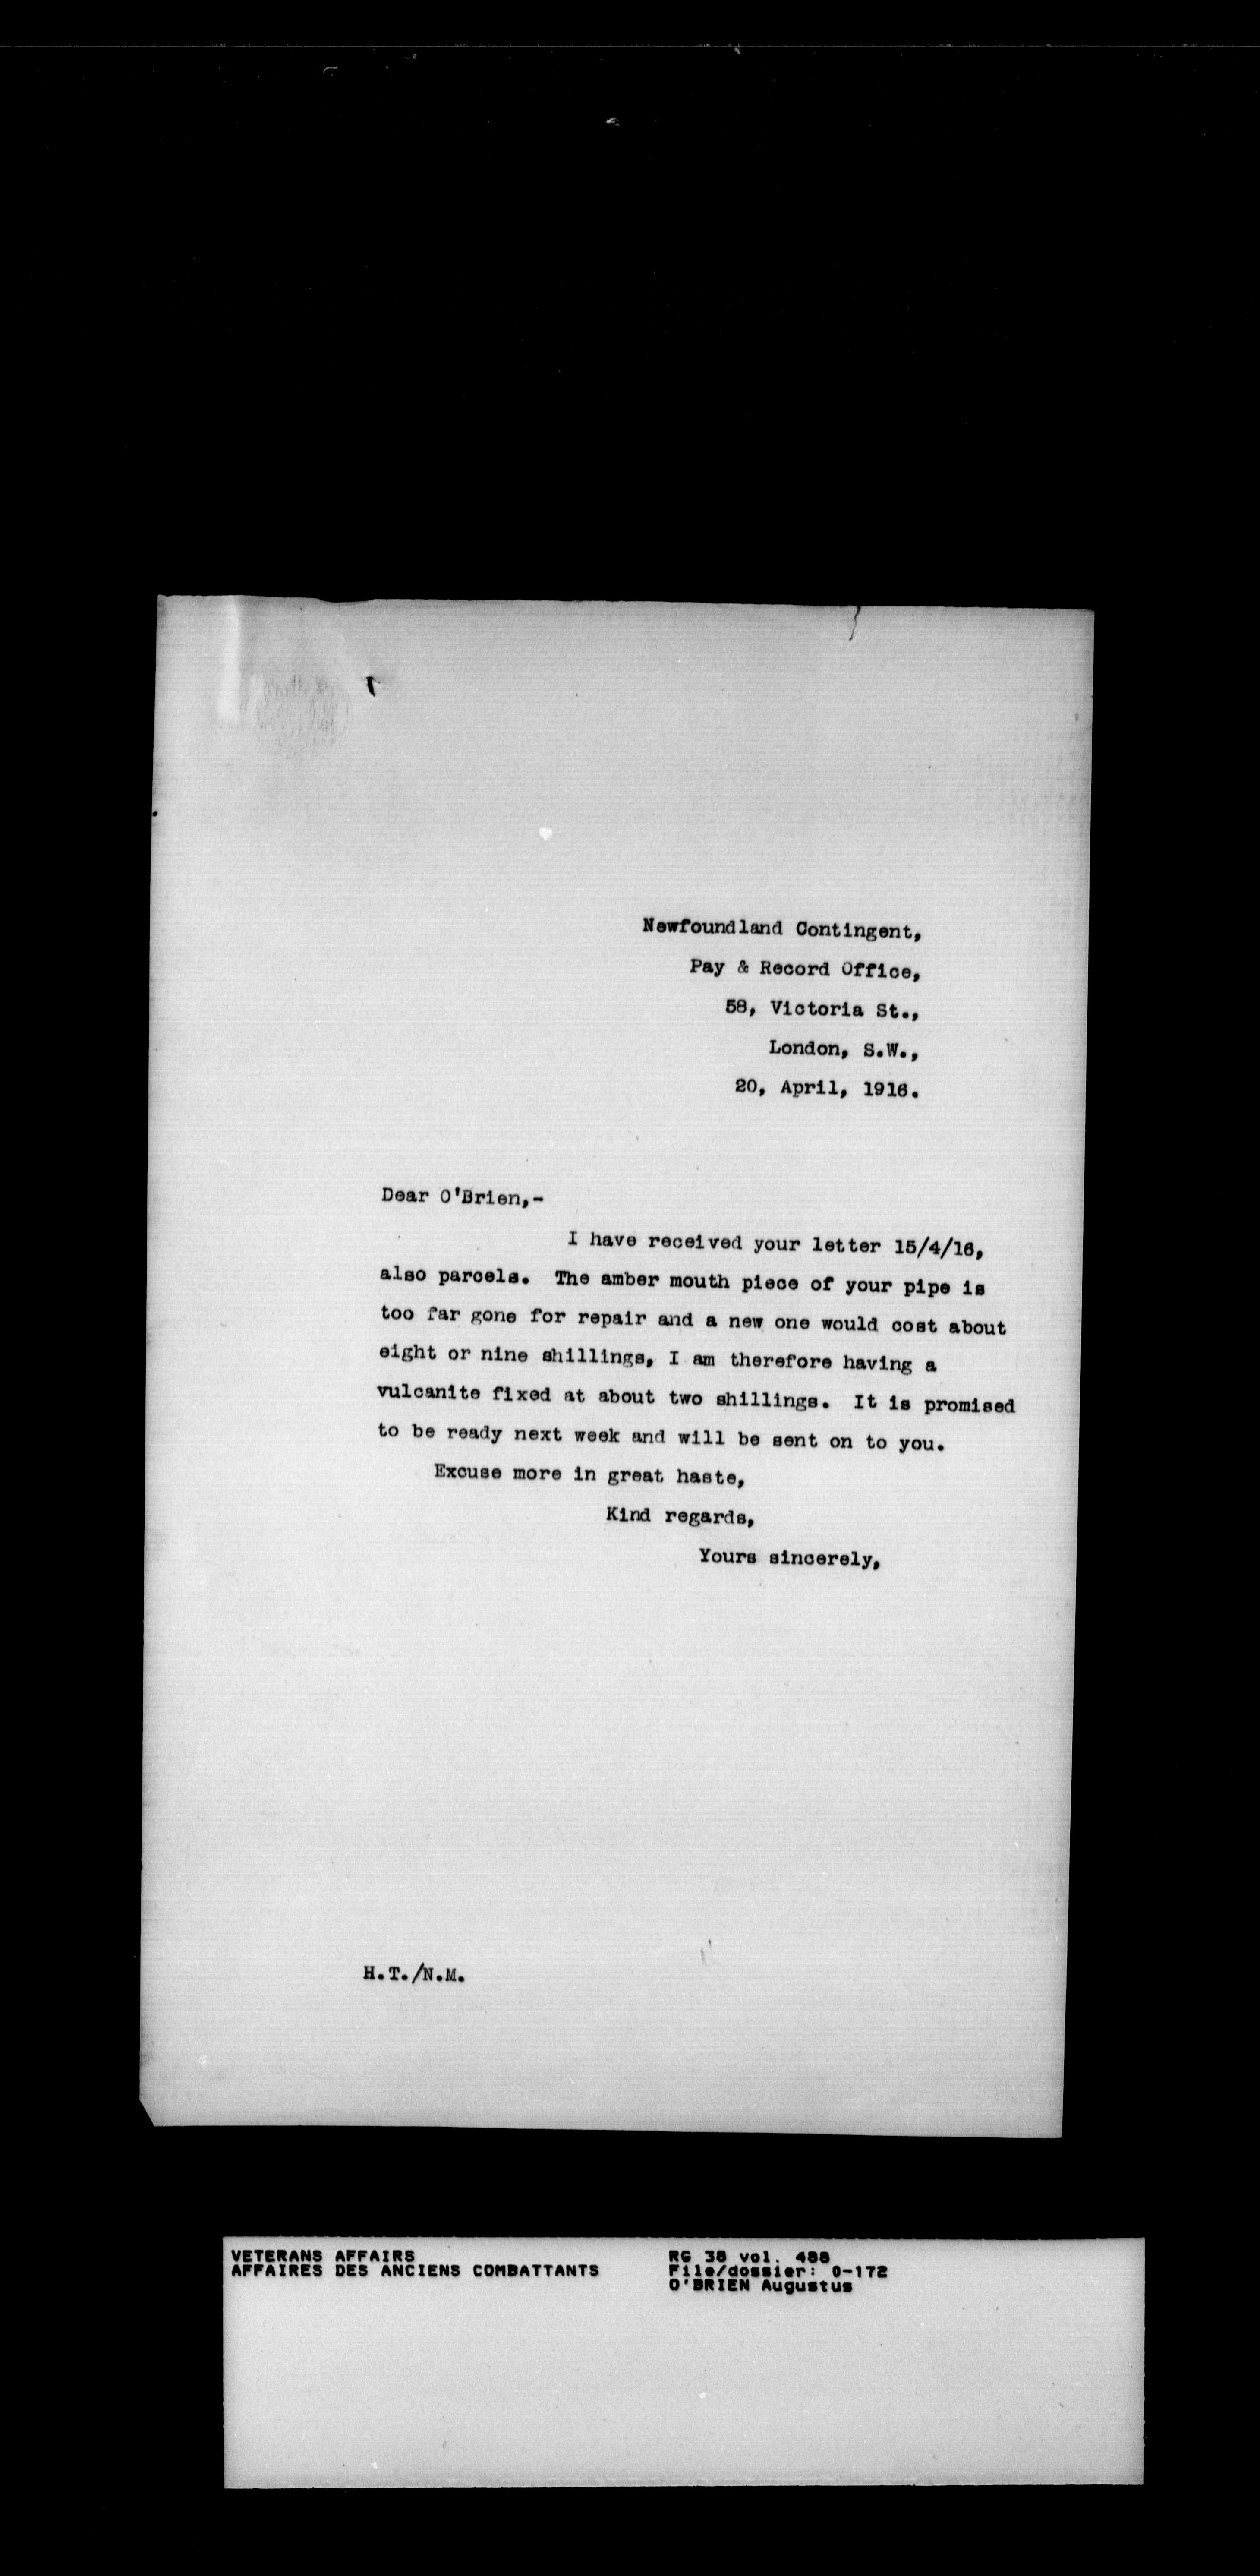 Newfoundland Contingent,
Pay & Record Office,
58, Victoria St.,
London, S.W.,
20, April, 1916.
Dear O'Brien,-
I have received your letter 15/4/16,
also parcels. The amber mouth piece of your pipe is
too far gone for repair and a new one would cost about
eight or nine shillings, I am therefore having a
vulcanite fixed at about two shillings. It is promised
to be ready next week and will be sent on to you.
Excuse more in great haste,
Kind regards,
Yours sincerely,
H.T./N.M.
VETERANS AFFAIRS
AFFAIRES DES ANCIENS COMBATTANTS
RG 38 vol. 488
File/dossier: O-172
O'BRIEN Augustus